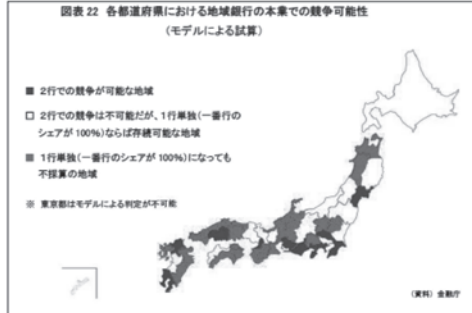 図表 22 各都道府県における地域銀行の本業での競争可能性
(モデルによる試算)
■ 2行での競争が可能な地域
□ 2行での競争は不可能だが、1行単独(一番行の
シェアが 100%)ならば存続可能な地域
■ 1行単独(一番行のシェアが 100%)になっても
不採算の地域
※ 東京都はモデルによる判定が不可能
(資料) 金融庁